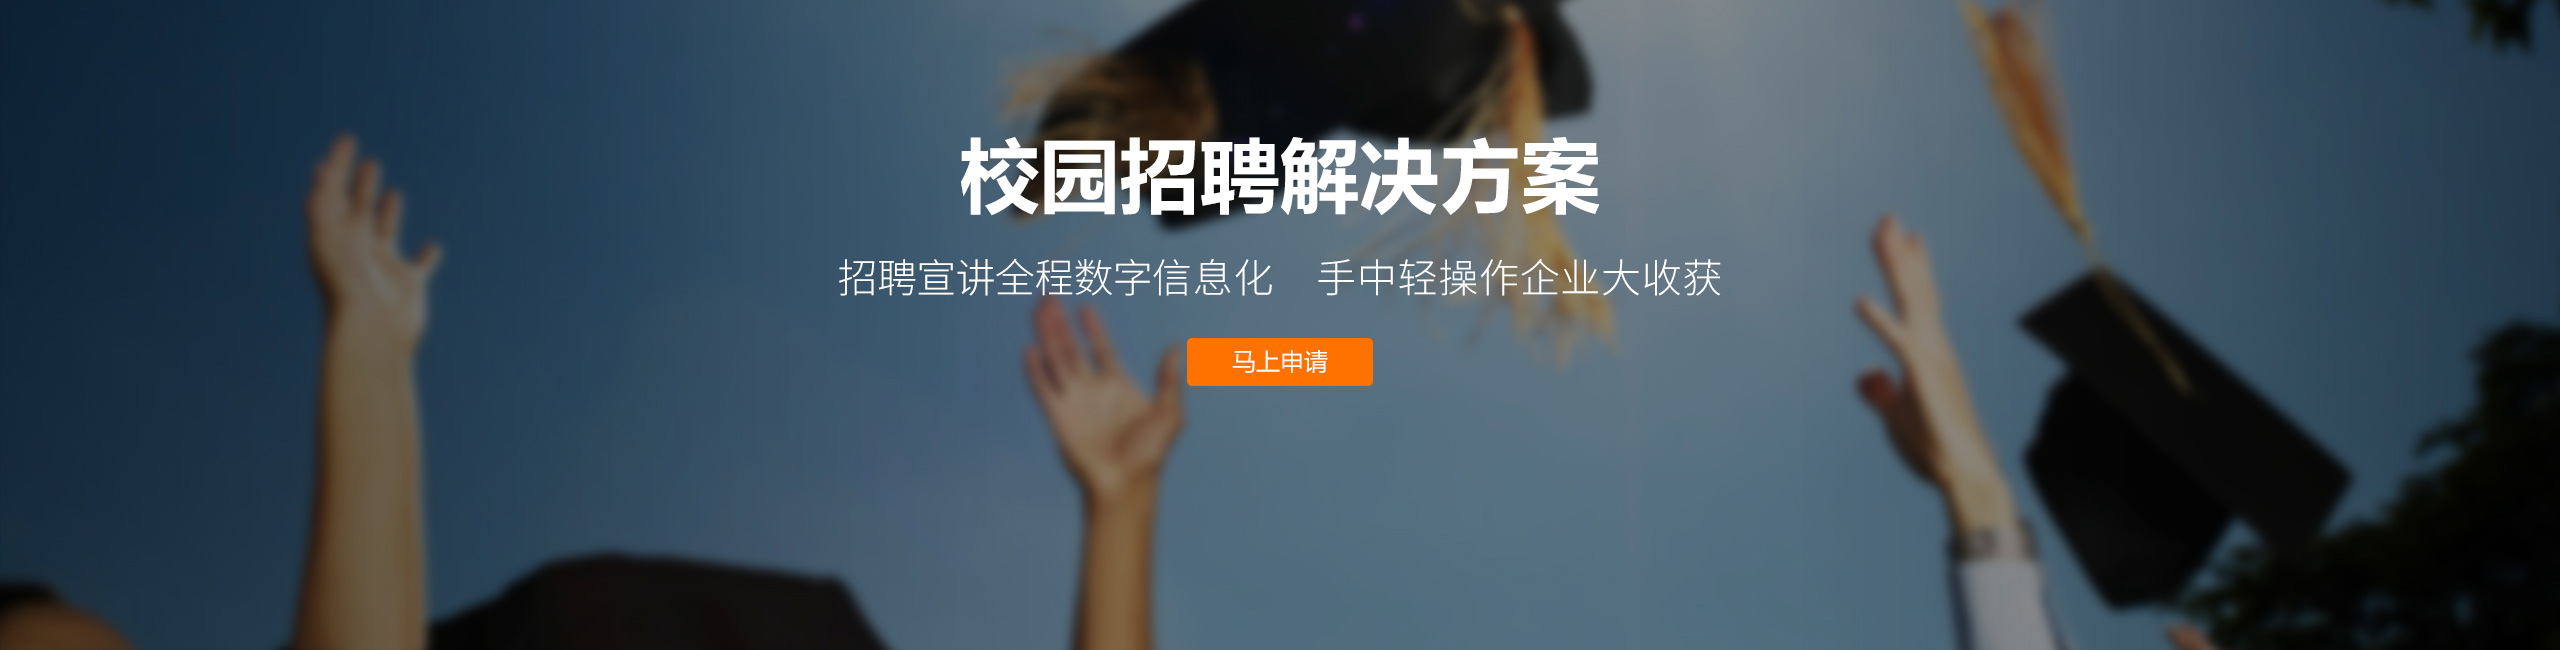 校园招聘解决方案
招聘宣讲全程数字信息化　手中轻操作企业大收获
马上申请